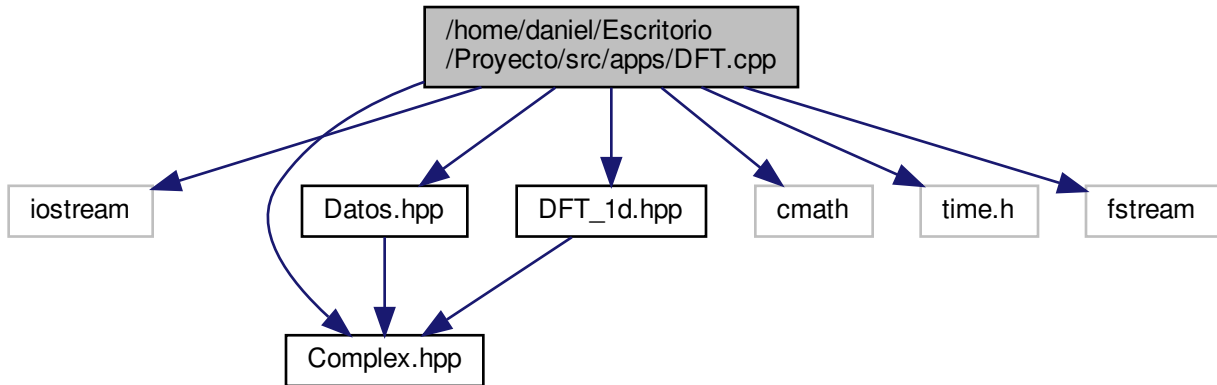 /home/daniel/Escritorio
/Proyecto/src/apps/DFT.cpp
iostream
Datos.hpp
DFT_1d.hpp
cmath
time.h
fstream
Complex.hpp